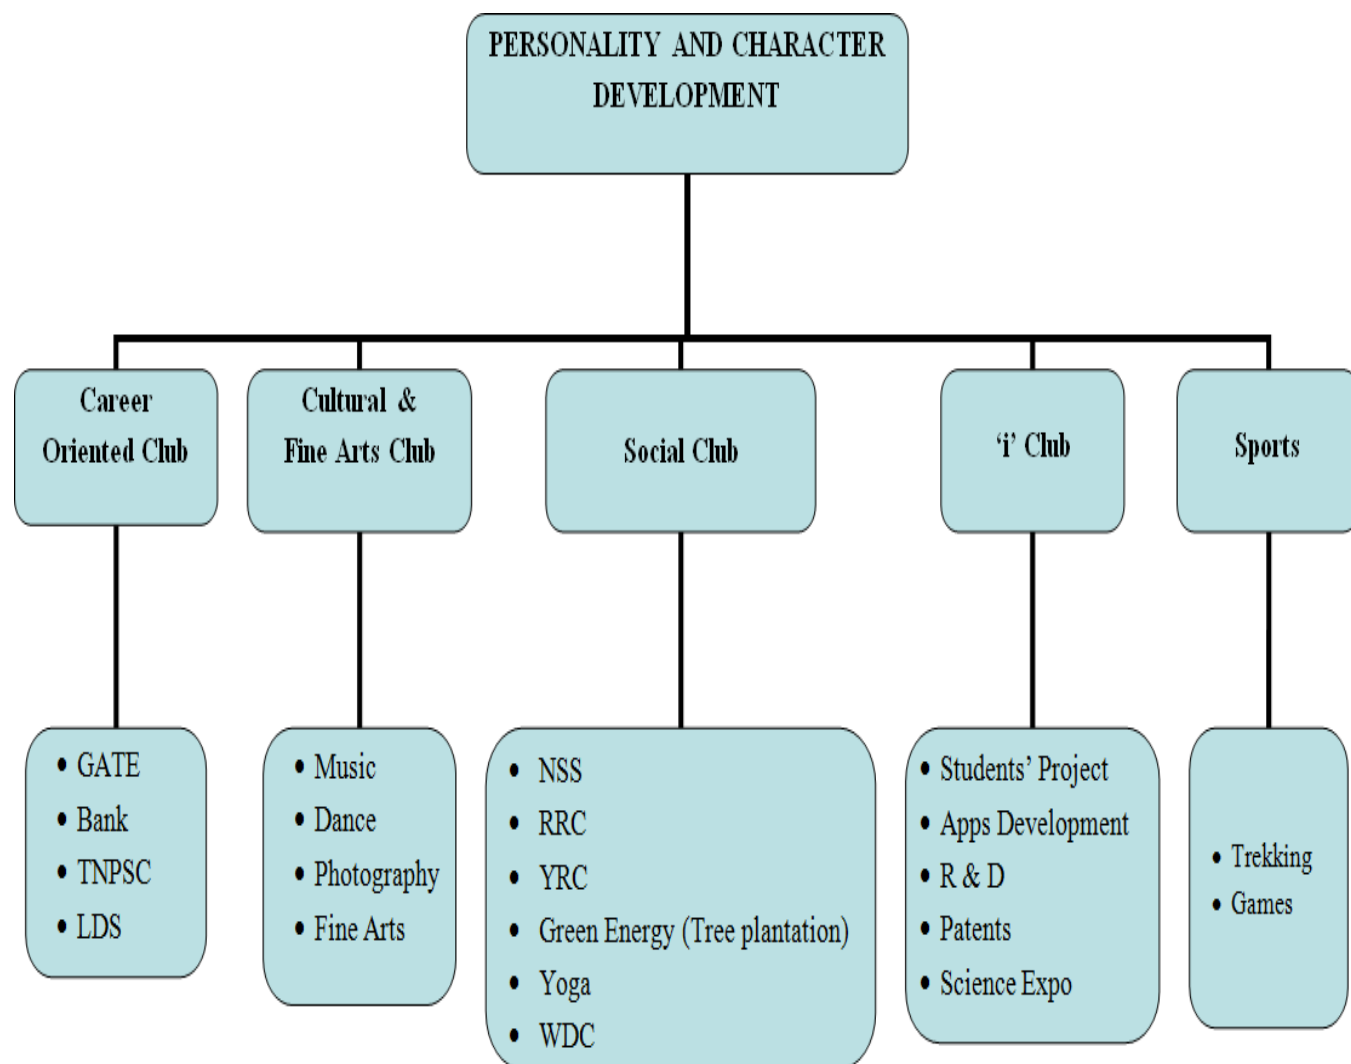 PERSONALITY AND CHARACTER
DEVELOPMENT
Career
Oriented Club
Cultural &
Fine Arts Club
Social Club
‘i’ Club
Sports
• GATE
• Bank
• TNPSC
• LDS
• Music
• Dance
• Photography
• Fine Arts
• NSS
• RRC
• YRC
• Green Energy (Tree plantation)
• Yoga
• WDC
• Students’ Project
• Apps Development
• R & D
• Patents
• Science Expo
• Trekking
• Games